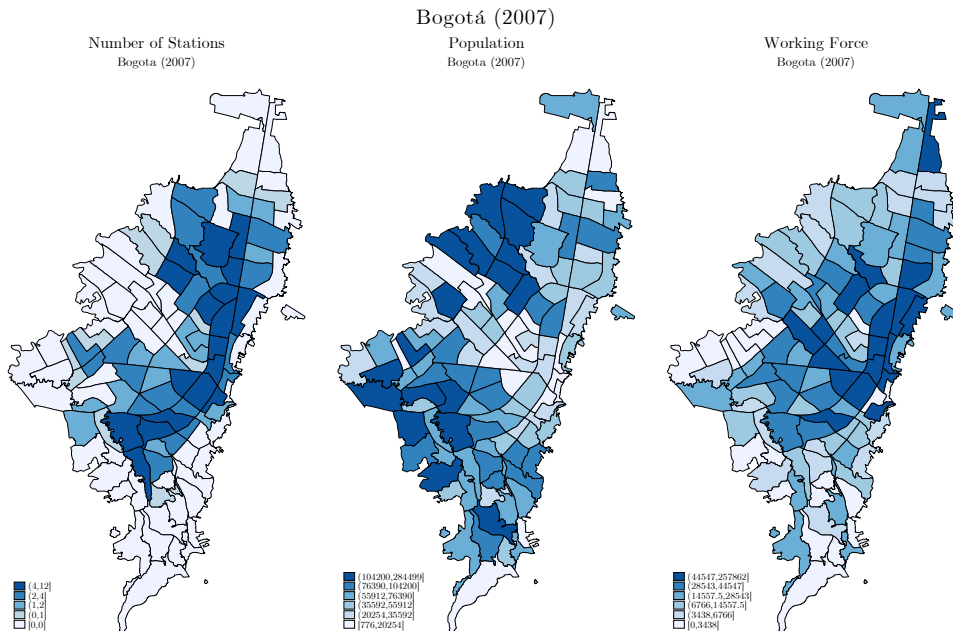 Bogotá (2007)
Number of Stations
Bogota (2007)
(4,12]
(2,4]
(1,2]
(0,1]
[0,0]
Population
Bogota (2007)
(104200,284499]
(76390,104200]
(55912,76390]
(35592,55912]
(20254,35592]
[776,20254]
Working Force
Bogota (2007)
(44547,257862]
(28543,44547]
(14557.5,28543]
(6766,14557.5]
(3438,6766]
[0,3438]